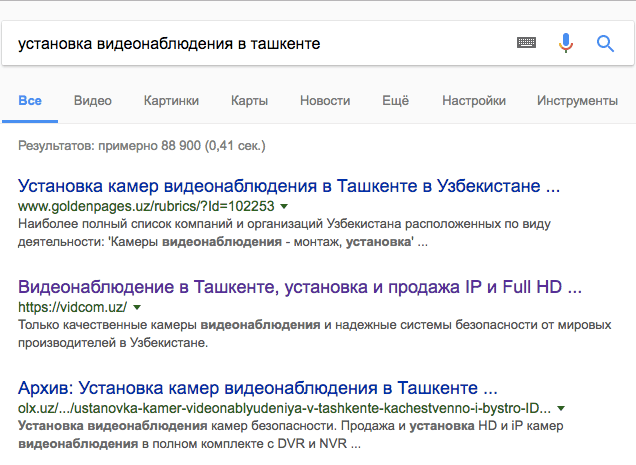 установка видеонаблюдения в ташкенте
Все Видео Картинки Карты Новости Ещё Настройки Инструменты
Результатов: примерно 88 900 (0,41 сек.)
Установка камер видеонаблюдения в Ташкенте в Узбекистане ...
www.goldenpages.uz/rubrics/?Id=102253
Наиболее полный список компаний и организаций Узбекистана расположенных по виду
деятельности: 'Камеры видеонаблюдения - монтаж, установка' ...
Видеонаблюдение в Ташкенте, установка и продажа IP и Full HD ...
https://vidcom.uz/
Только качественные камеры видеонаблюдения и надежные системы безопасности от мировых
производителей в Узбекистане.
Архив: Установка камер видеонаблюдения в Ташкенте ...
olx.uz/.../ustanovka-kamer-videonablyudeniya-v-tashkente-kachestvenno-i-bystro-ID...
Установка видеонаблюдения камер безопасности. Продажа и установка HD и iP камер
видеонаблюдения в полном комплекте с DVR и NVR ...